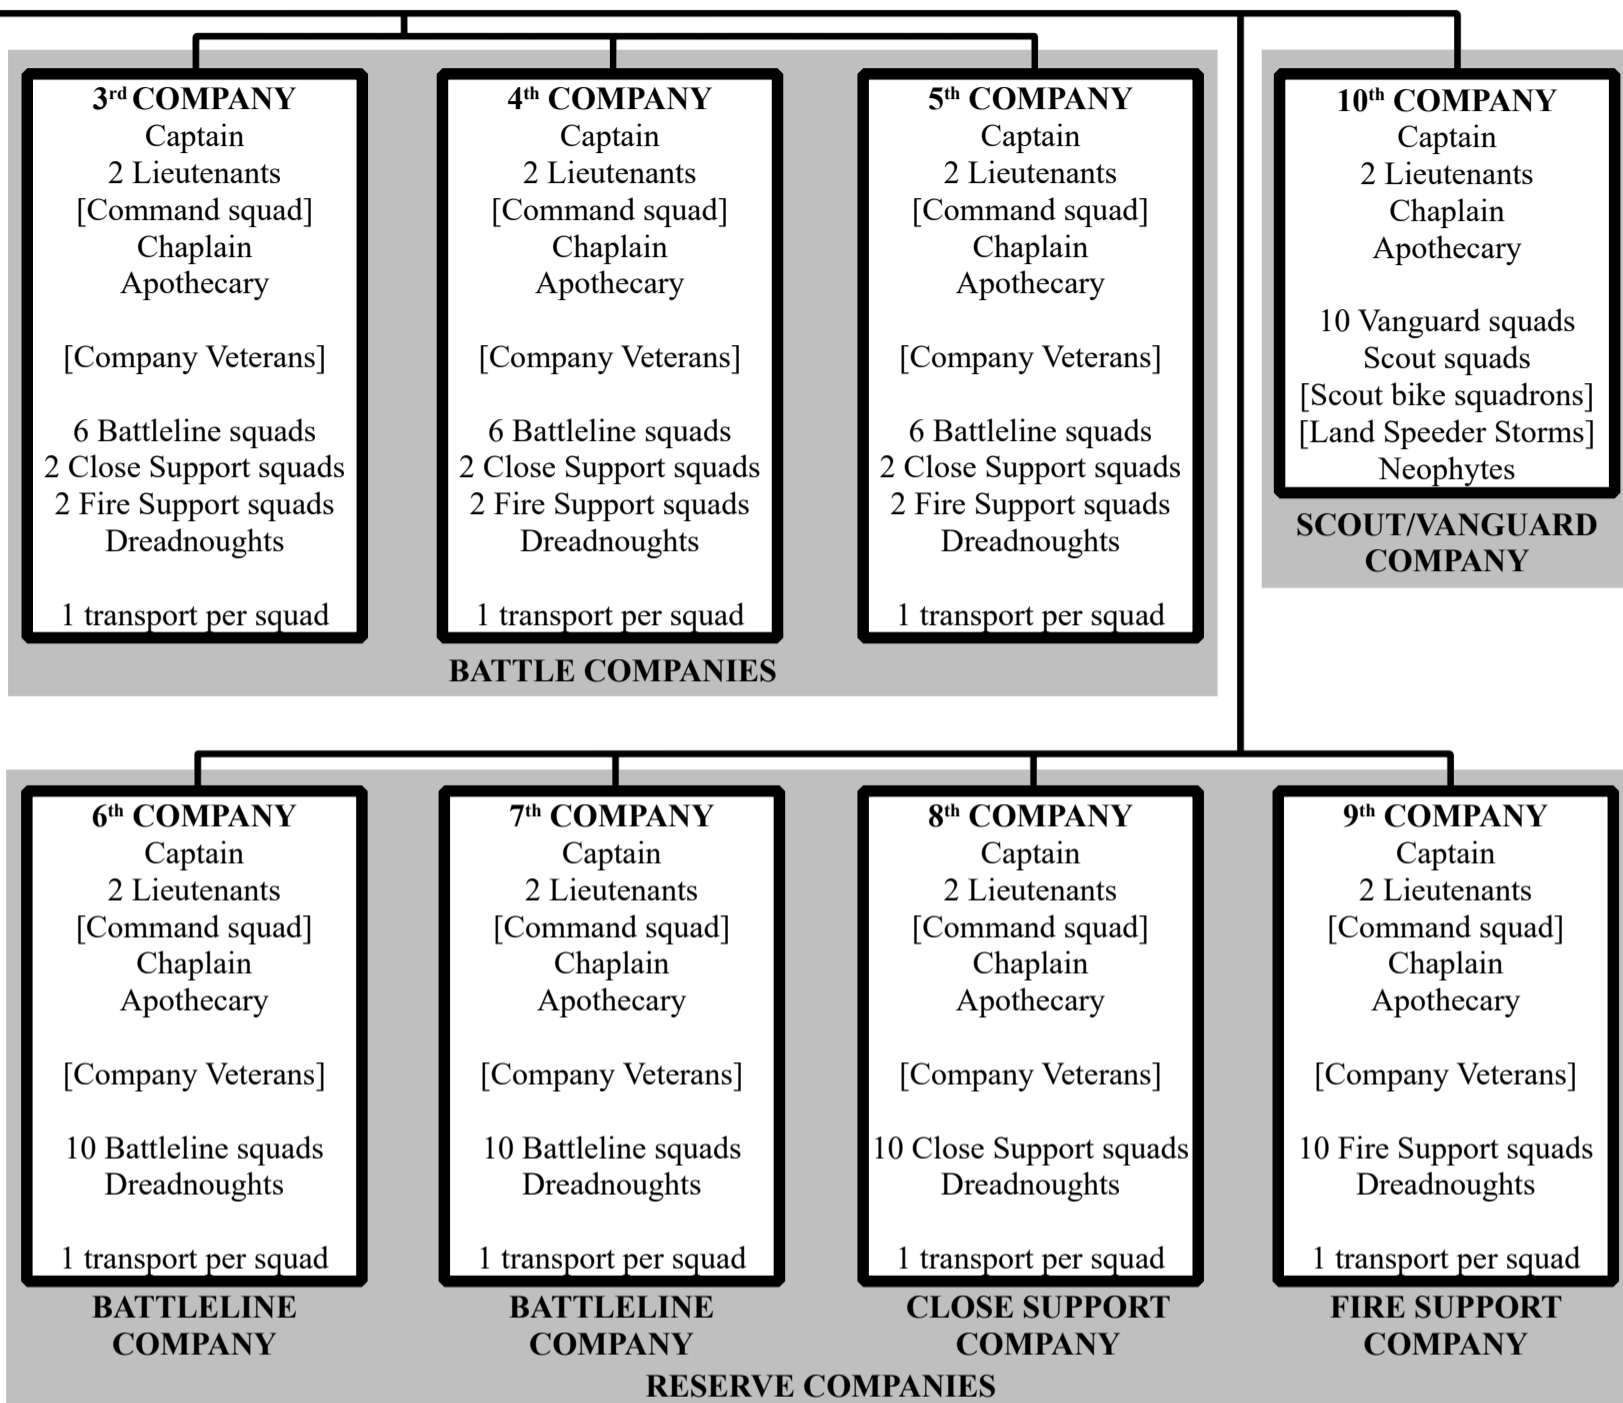 3rd COMPANY
Captain
2 Lieutenants
[Command squad]
Chaplain
Apothecary
[Company Veterans]
6 Battleline squads
2 Close Support squads
2 Fire Support squads
Dreadnoughts
1 transport per squad
4th COMPANY
Captain
2 Lieutenants
[Command squad]
Chaplain
Apothecary
[Company Veterans]
6 Battleline squads
2 Close Support squads
2 Fire Support squads
Dreadnoughts
1 transport per squad
5th COMPANY
Captain
2 Lieutenants
[Command squad]
Chaplain
Apothecary
[Company Veterans]
6 Battleline squads
2 Close Support squads
2 Fire Support squads
Dreadnoughts
1 transport per squad
BATTLE COMPANIES
10th COMPANY
Captain
2 Lieutenants
Chaplain
Apothecary
10 Vanguard squads
Scout squads
[Scout bike squadrons]
[Land Speeder Storms]
Neophytes
SCOUT/VANGUARD
COMPANY
6th COMPANY
Captain
2 Lieutenants
[Command squad]
Chaplain
Apothecary
[Company Veterans]
10 Battleline squads
Dreadnoughts
1 transport per squad
BATTLELINE
COMPANY
7th COMPANY
Captain
2 Lieutenants
[Command squad]
Chaplain
Apothecary
[Company Veterans]
10 Battleline squads
Dreadnoughts
1 transport per squad
BATTLELINE
COMPANY
8th COMPANY
Captain
2 Lieutenants
[Command squad]
Chaplain
Apothecary
[Company Veterans]
10 Close Support squads
Dreadnoughts
1 transport per squad
CLOSE SUPPORT
COMPANY
9th COMPANY
Captain
2 Lieutenants
[Command squad]
Chaplain
Apothecary
[Company Veterans]
10 Fire Support squads
Dreadnoughts
1 transport per squad
FIRE SUPPORT
COMPANY
RESERVE COMPANIES